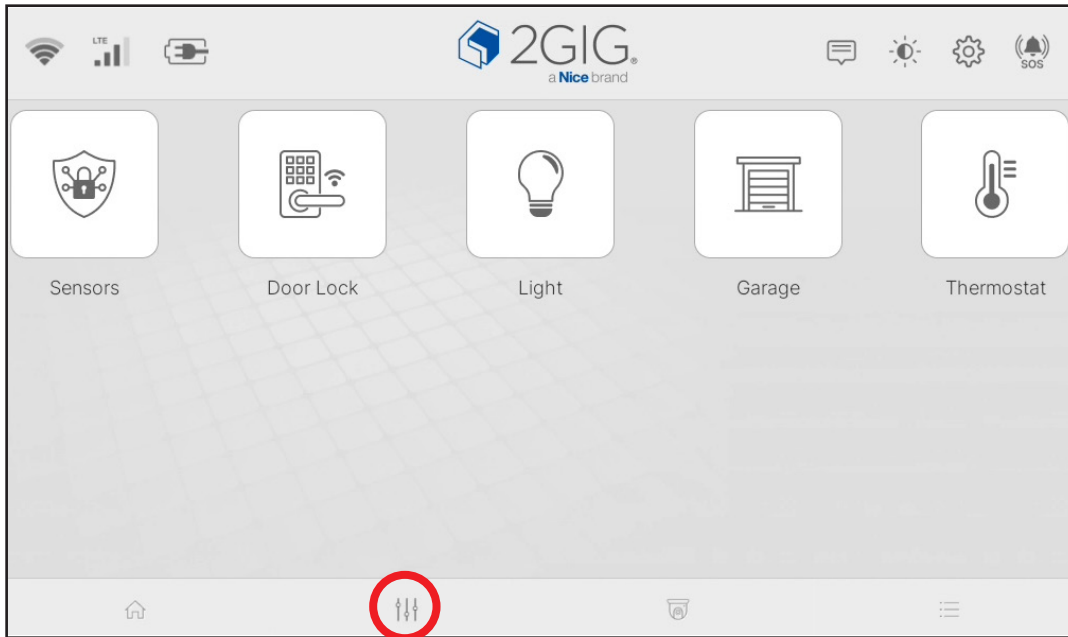 LTE
2GIG®
a Nice brand
SOS
Sensors
Door Lock
Light
Garage
Thermostat